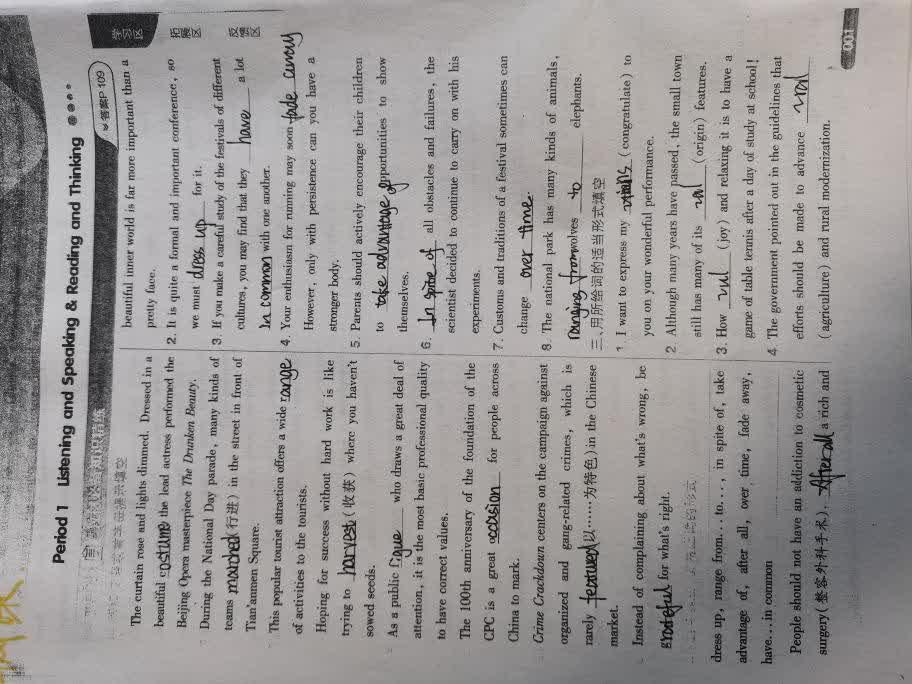 Period 1 Listening and Speaking & Reading and Thinking
答案P 109
学习区
拓展区
反馈区
The curtain rose and lights dimmed. Dressed in a
beautiful costume the lead actress performed the
Beijing Opera masterpiece The Drunken Beauty.
During the National Day parade, many kinds of
teams marched(行进) in the street in front of
Tian'anmen Square.
This popular tourist attraction offers a wide range
of activities to the tourists.
Hoping for success without hard work is like
trying to harvest(收获) where you haven't
sowed seeds.
As a public figue who draws a great deal of
attention, it is the most basic professional quality
to have correct values.
The 100th anniversary of the foundation of the
CPC is a great occasion for people across
China to mark.
Crime Crackdown centers on the campaign against
organized and gang-related crimes, which is
rarely featured(以……为特色)in the Chinese
market.
Instead of complaining about what's wrong, be
grateful for what's right.
dress up, range from...to..., in spite of, take
advantage of, after all, over time, fade away,
have...in common
People should not have an addiction to cosmetic
surgery(整容外科手术). After all a rich and
beautiful inner world is far more important than a
pretty face.
2. It is quite a formal and important conference, so
we must dress up for it.
3. If you make a careful study of the festivals of different
cultures, you may find that they have a lot
in common with one another.
4. Your enthusiasm for running may soon fade away
However, only with persistence can you have a
stronger body.
5. Parents should actively encourage their children
to take advantage of opportunities to show
themselves.
6. In spite of all obstacles and failures, the
scientist decided to continue to carry on with his
experiments.
7. Customs and traditions of a festival sometimes can
change over time.
8. The national park has many kinds of animals,
ranging from wolves to elephants.
三、用所给词的适当形式填空
1. I want to express my (congratulate) to
you on your wonderful performance.
2. Although many years have passed, the small town
still has many of its (origin) features.
3. How (joy) and relaxing it is to have a
game of table tennis after a day of study at school!
4. The government pointed out in the guidelines that
efforts should be made to advance
(agriculture) and rural modernization.
001